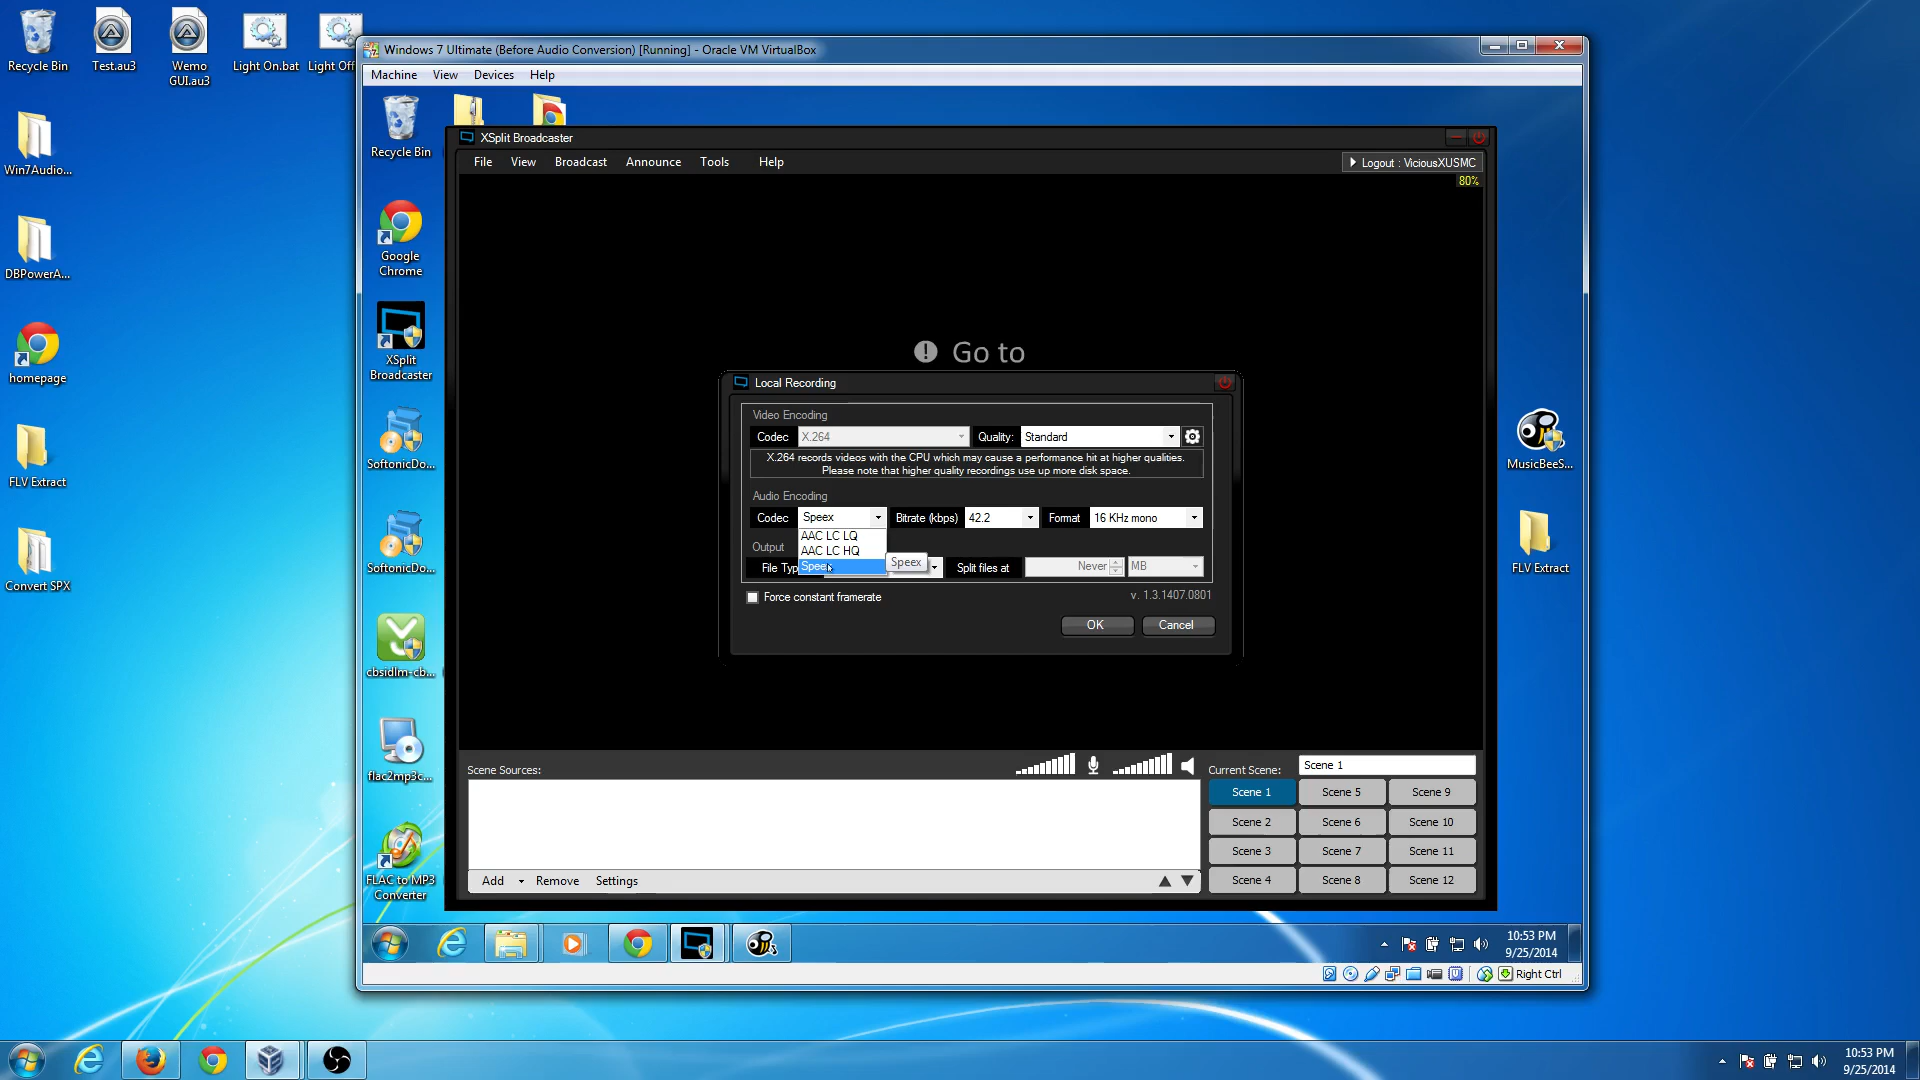 Recycle Bin
Test.au3
Wemo
GUI.au3
Light On.bat
Light Off
Win7Audio...
DBPowerA...
homepage
FLV Extract
Convert SPX
Windows 7 Ultimate (Before Audio Conversion) [Running] - Oracle VM VirtualBox
Machine View Devices Help
Recycle Bin
Google
Chrome
XSplit
Broadcaster
SoftonicDo...
SoftonicDo...
cbsidlm-cb...
flac2mp3c...
FLAC to MP3
Converter
XSplit Broadcaster
File View Broadcast Announce Tools Help
Logout : ViciousXUSMC
80%
Go to
Local Recording
Video Encoding
Codec X.264 Quality: Standard
X.264 records videos with the CPU which may cause a performance hit at higher qualities.
Please note that higher quality recordings use up more disk space.
Audio Encoding
Codec Speex Bitrate (kbps) 42.2 Format 16 KHz mono
AAC LC LQ
AAC LC HQ
Speex
Speex
Output
File Typ Split files at Never MB
Force constant framerate
v. 1.3.1407.0801
OK Cancel
MusicBeeS...
FLV Extract
Scene Sources:
Current Scene: Scene 1
Scene 1 Scene 5 Scene 9
Scene 2 Scene 6 Scene 10
Scene 3 Scene 7 Scene 11
Scene 4 Scene 8 Scene 12
Add Remove Settings
10:53 PM
9/25/2014
Right Ctrl
10:53 PM
9/25/2014